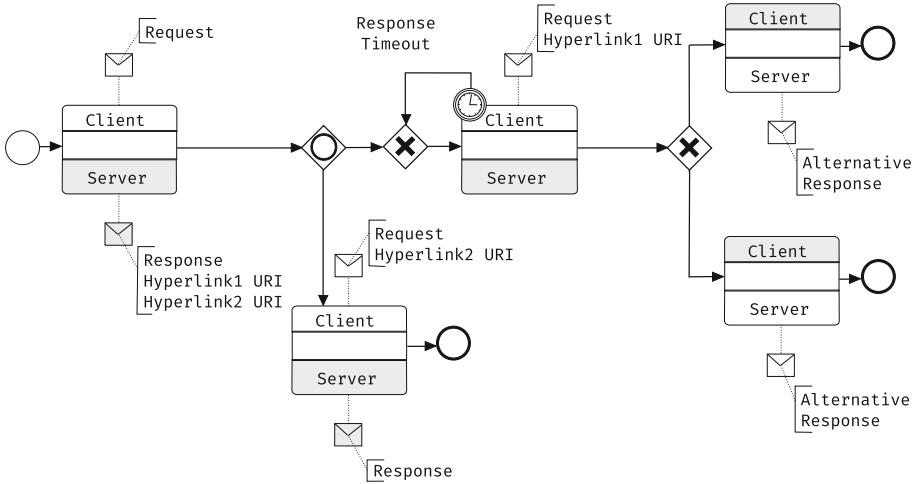 Request
Client
Server
Response
Hyperlink1 URI
Hyperlink2 URI
Request
Hyperlink2 URI
Client
Server
Response
Response
Timeout
Request
Hyperlink1 URI
Client
Server
Client
Server
Alternative
Response
Client
Server
Alternative
Response